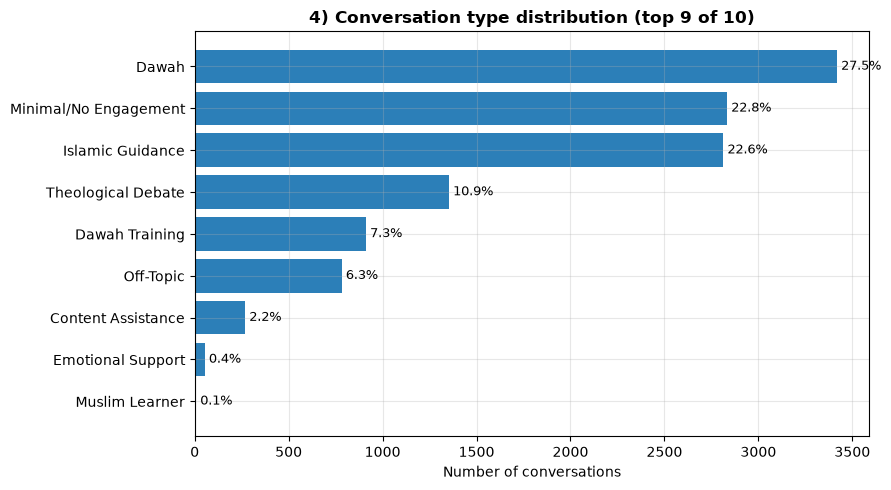 4) Conversation type distribution (top 9 of 10)
Dawah 27.5%
Minimal/No Engagement 22.8%
Islamic Guidance 22.6%
Theological Debate 10.9%
Dawah Training 7.3%
Off-Topic 6.3%
Content Assistance 2.2%
Emotional Support 0.4%
Muslim Learner 0.1%
0 500 1000 1500 2000 2500 3000 3500
Number of conversations